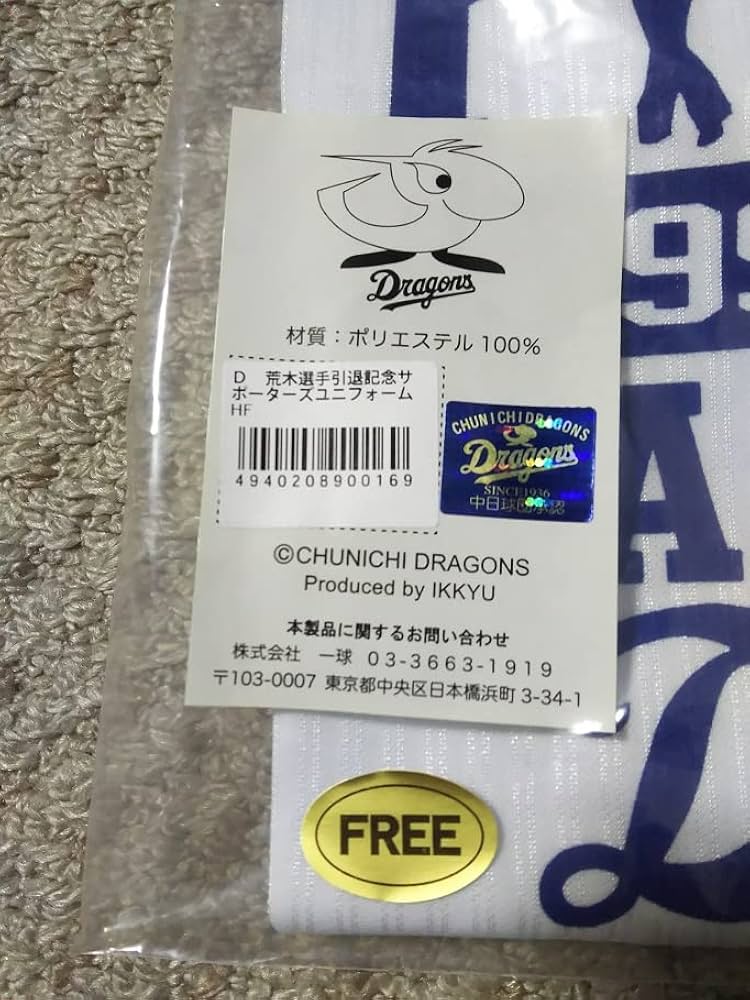 Dragons
材質：ポリエステル 100%
D　荒木選手引退記念サ
ポーターズユニフォーム
HF
4940208900169
CHUNICHI DRAGONS
Dragons
SINCE 1936
中日球団承認
©CHUNICHI DRAGONS
Produced by IKKYU
本製品に関するお問い合わせ
株式会社　一球 03-3663-1919
〒103-0007 東京都中央区日本橋浜町 3-34-1
FREE
99
A
D